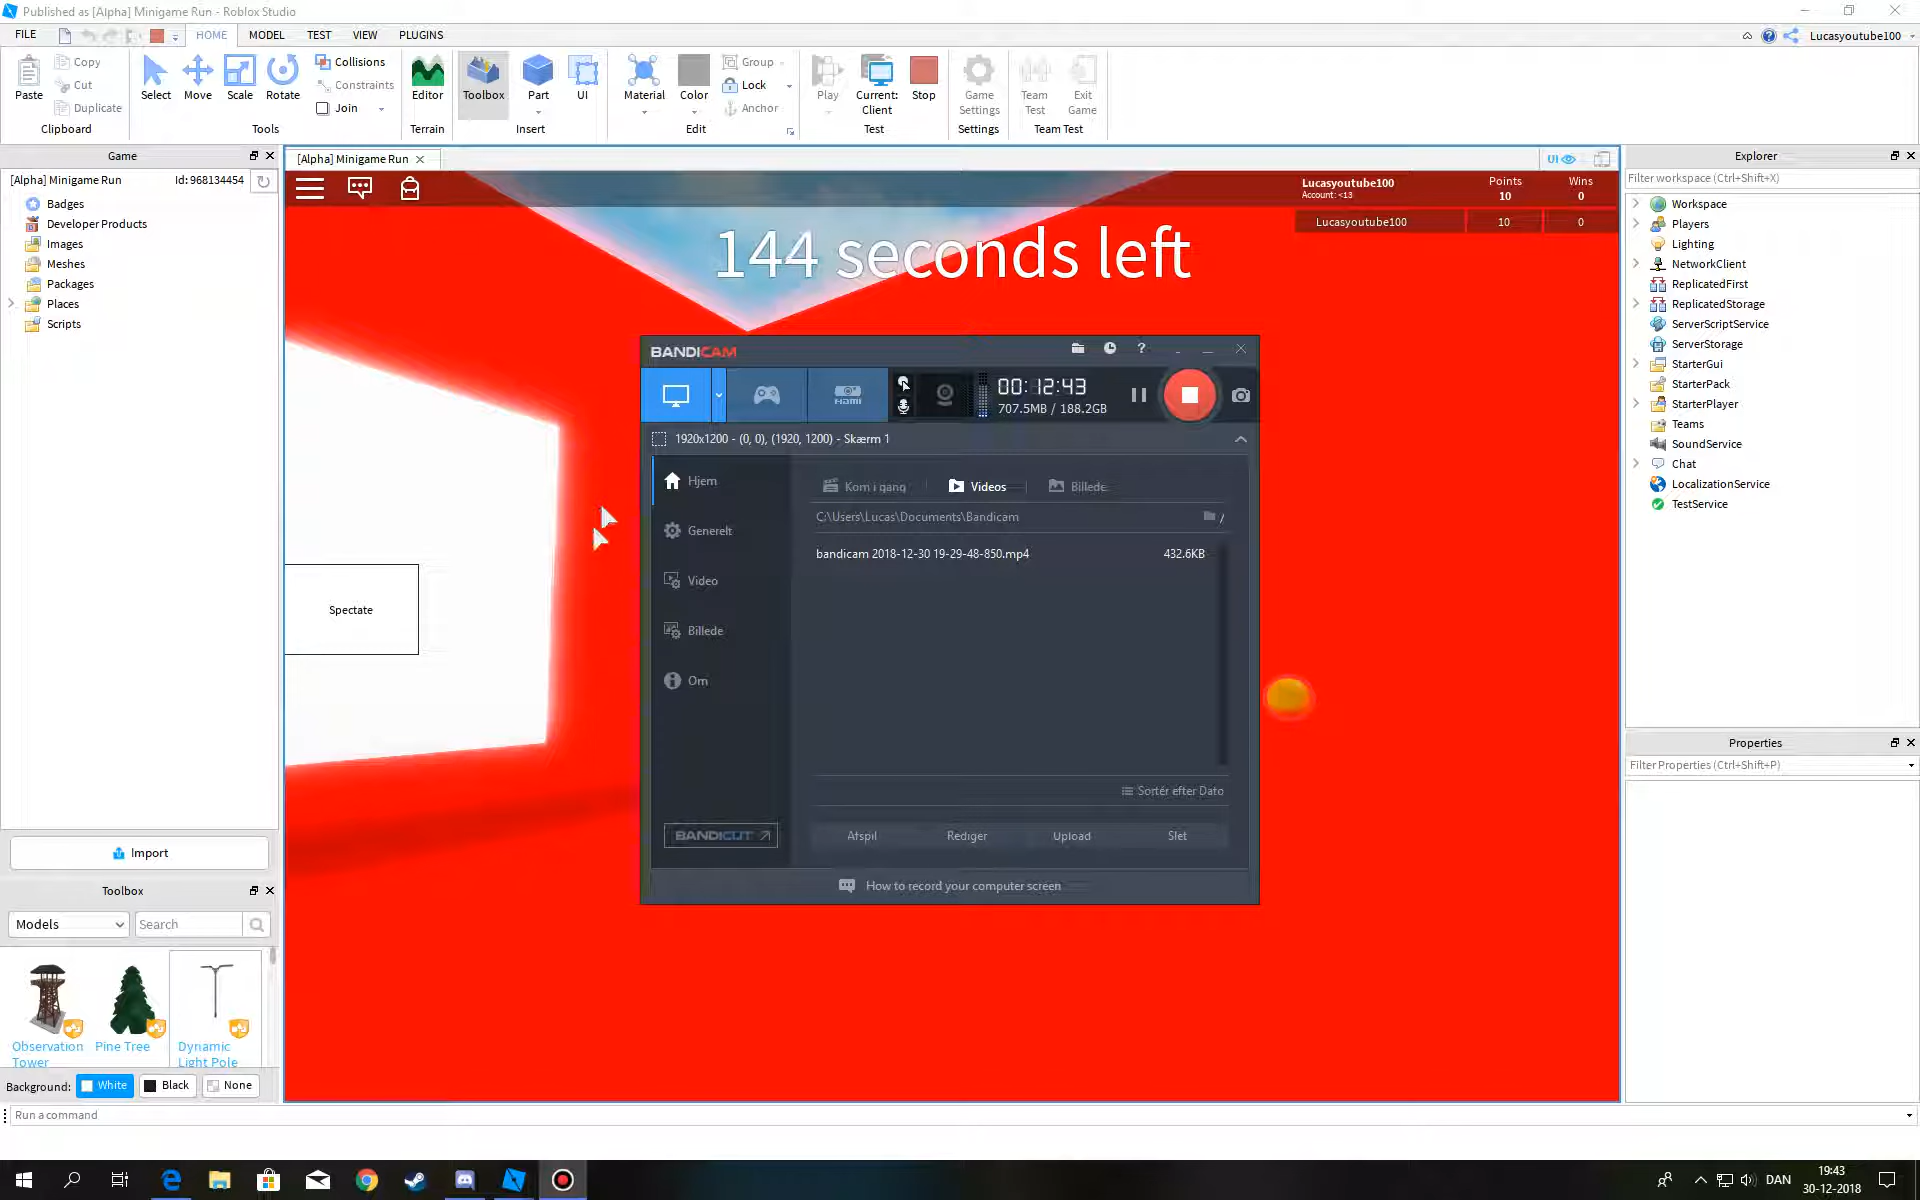 Published as [Alpha] Minigame Run - Roblox Studio
FILE HOME MODEL TEST VIEW PLUGINS Lucasyoutube100
Paste Copy Cut Duplicate Clipboard
Select Move Scale Rotate Collisions Constraints Join Tools
Editor Terrain
Toolbox Part UI Insert
Material Color Group Lock Anchor Edit
Play Current: Client Stop Test
Game Settings Settings
Team Test Exit Game Team Test
Game
[Alpha] Minigame Run Id: 968134454
Badges
Developer Products
Images
Meshes
Packages
Places
Scripts
Import
Toolbox
Models Search
Observation Tower
Pine Tree
Dynamic Light Pole
Background: White Black None
Run a command
[Alpha] Minigame Run
UI
Lucasyoutube100 Points Wins
Account: <13 10 0
Lucasyoutube100 10 0
144 seconds left
Spectate
BANDICAM
?
HDMI
00:12:43
707.5MB / 188.2GB
1920x1200 - (0, 0), (1920, 1200) - Skærm 1
Hjem
Generelt
Video
Billede
Om
BANDICUT
Kom i gang Videos Billede
C:\Users\Lucas\Documents\Bandicam
bandicam 2018-12-30 19-29-48-850.mp4 432.6KB
Sortér efter Dato
Afspil Rediger Upload Slet
How to record your computer screen
Explorer
Filter workspace (Ctrl+Shift+X)
Workspace
Players
Lighting
NetworkClient
ReplicatedFirst
ReplicatedStorage
ServerScriptService
ServerStorage
StarterGui
StarterPack
StarterPlayer
Teams
SoundService
Chat
LocalizationService
TestService
Properties
Filter Properties (Ctrl+Shift+P)
DAN
19:43
30-12-2018